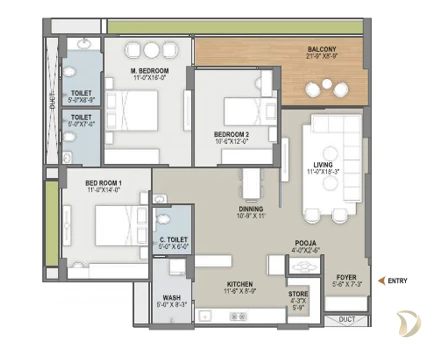 BALCONY
21'-9" X8'-9"
TOILET
5'-0"X8'-9"
M. BEDROOM
11'-0"X16'-0"
DUCT
TOILET
5'-0"X7'-0"
BEDROOM 2
10'-6"X12'-0"
LIVING
11'-0"X18'-3"
BED ROOM 1
11'-0"X14'-0"
DINNING
10'-9" X 11'
C. TOILET
5'-0" X 6'-0"
POOJA
4'-0"X2'-6"
FOYER
5'-6" X 7'-3"
ENTRY
KITCHEN
11'-6" X 8'-9"
WASH
5'-0" X 8'-3"
STORE
4'-3"X
5'-9"
DUCT